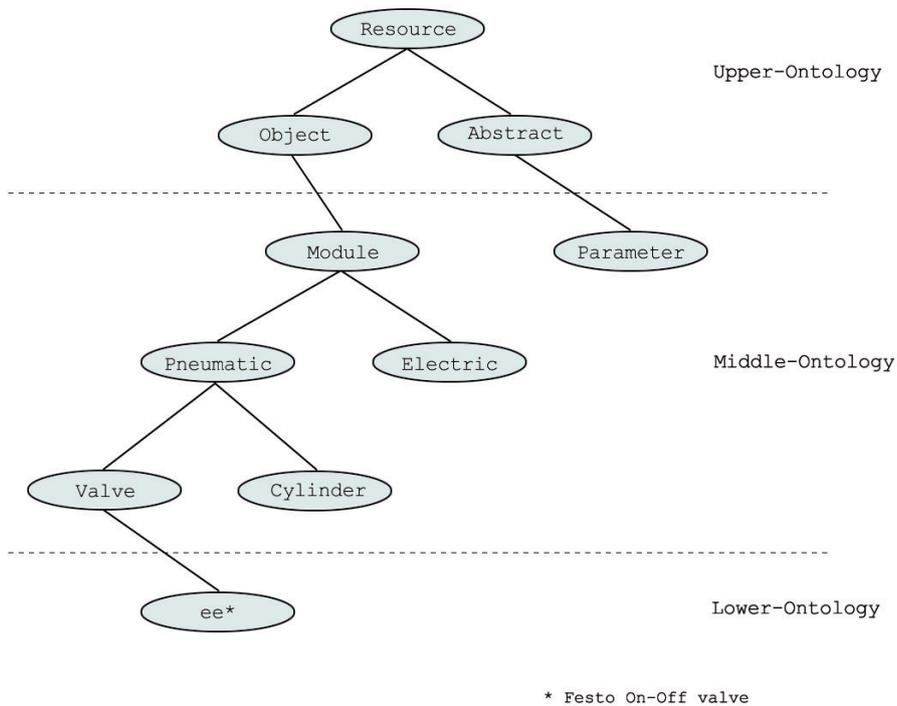 Resource
Upper-Ontology
Object
Abstract
Module
Parameter
Pneumatic
Electric
Middle-Ontology
Valve
Cylinder
ee*
Lower-Ontology
* Festo On-Off valve